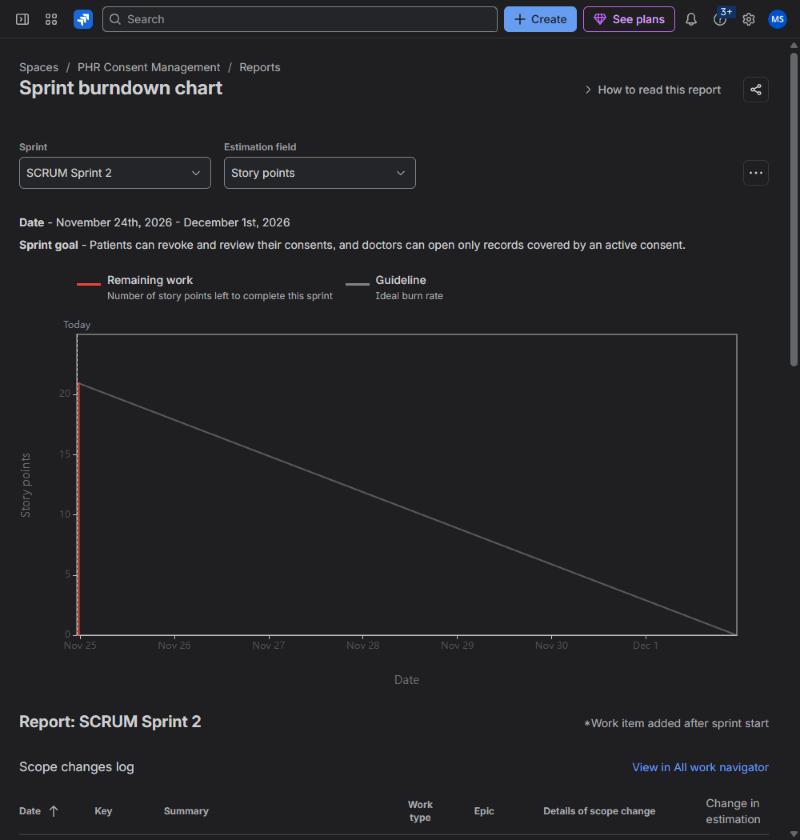 Search
Create
See plans
3+
MS
Spaces / PHR Consent Management / Reports
Sprint burndown chart
How to read this report
Sprint
Estimation field
SCRUM Sprint 2
Story points
Date - November 24th, 2026 - December 1st, 2026
Sprint goal - Patients can revoke and review their consents, and doctors can open only records covered by an active consent.
Remaining work
Number of story points left to complete this sprint
Guideline
Ideal burn rate
Today
20
15
10
5
0
Story points
Nov 25 Nov 26 Nov 27 Nov 28 Nov 29 Nov 30 Dec 1
Date
Report: SCRUM Sprint 2
*Work item added after sprint start
Scope changes log
View in All work navigator
Date Key Summary Work type Epic Details of scope change Change in estimation